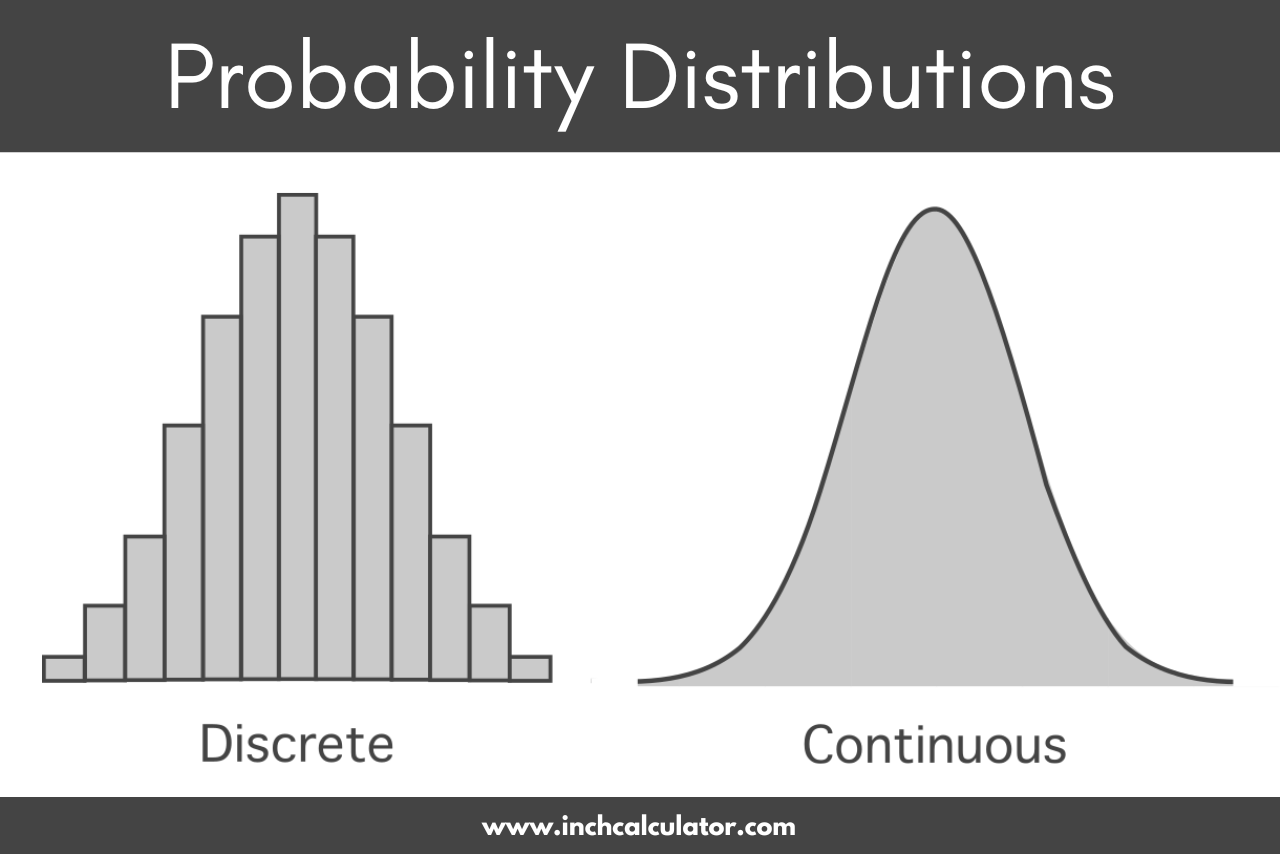 Probability Distributions
Discrete
Continuous
www.inchcalculator.com